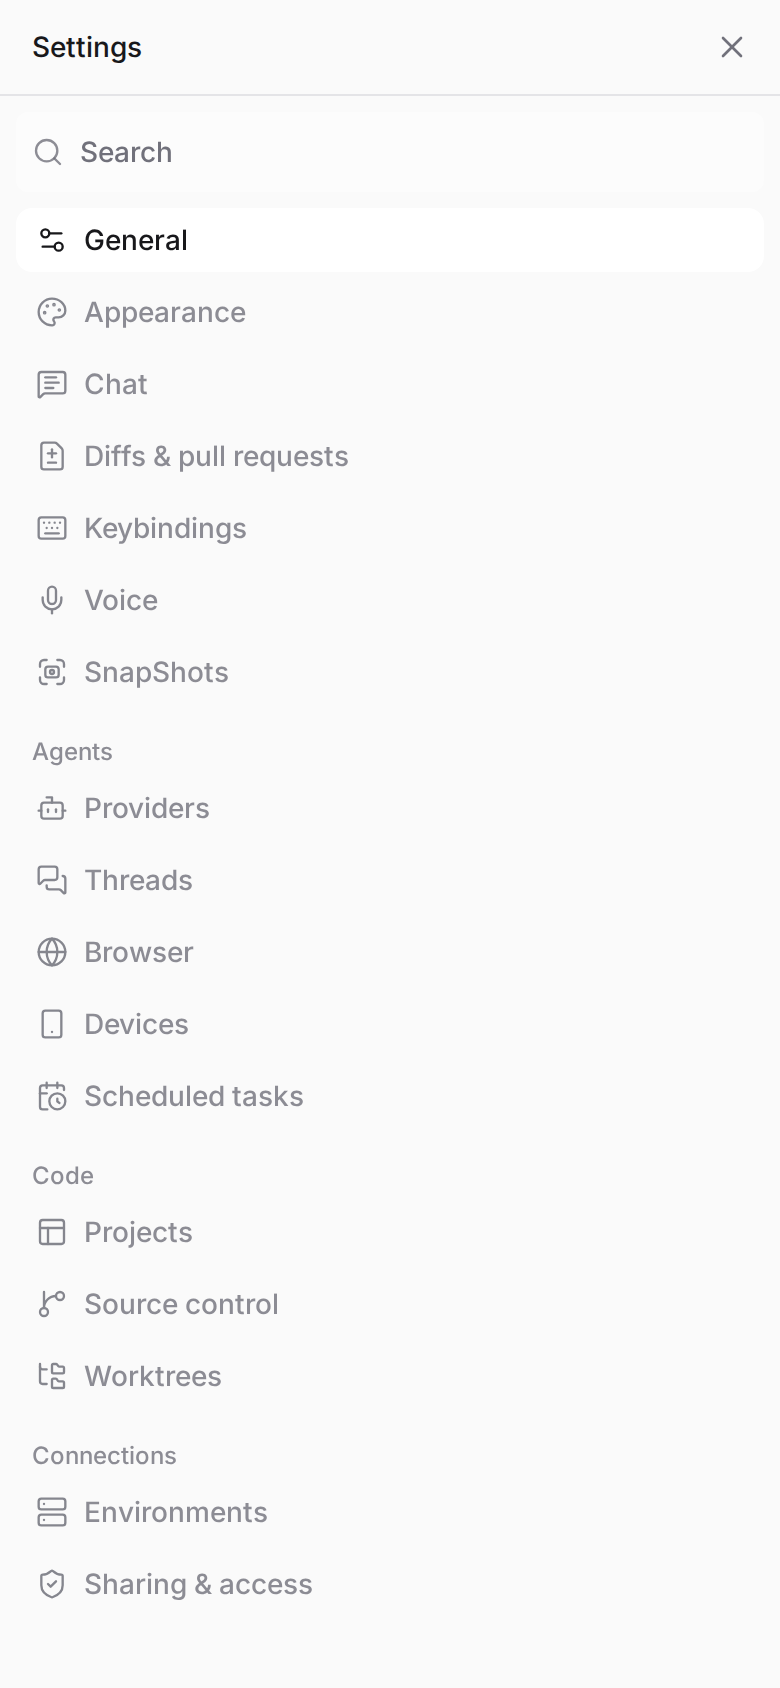 Settings
Search
General
Appearance
Chat
Diffs & pull requests
Keybindings
Voice
SnapShots
Agents
Providers
Threads
Browser
Devices
Scheduled tasks
Code
Projects
Source control
Worktrees
Connections
Environments
Sharing & access